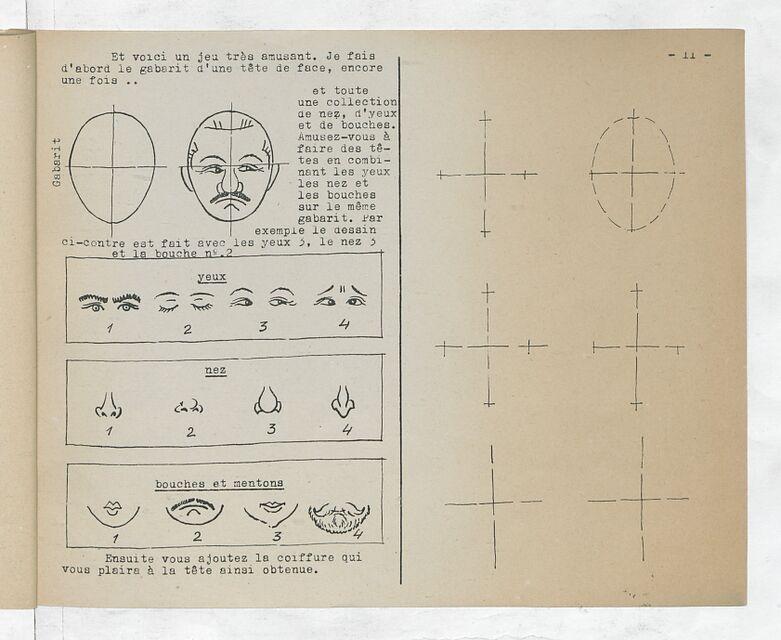 Et voici un jeu très amusant. Je fais
d'abord le gabarit d'une tête de face, encore
une fois ..
et toute
une collection
de nez, d'yeux
et de bouches.
Amusez-vous à
faire des tê-
tes en combi-
nant les yeux
les nez et
les bouches
sur le même
gabarit. Par
exemple le dessin
ci-contre est fait avec les yeux 3, le nez 3
et la bouche n°.2
Gabarit
yeux
1 2 3 4
nez
1 2 3 4
bouches et mentons
1 2 3 4
Ensuite vous ajoutez la coiffure qui
vous plaira à la tête ainsi obtenue.
- 11 -